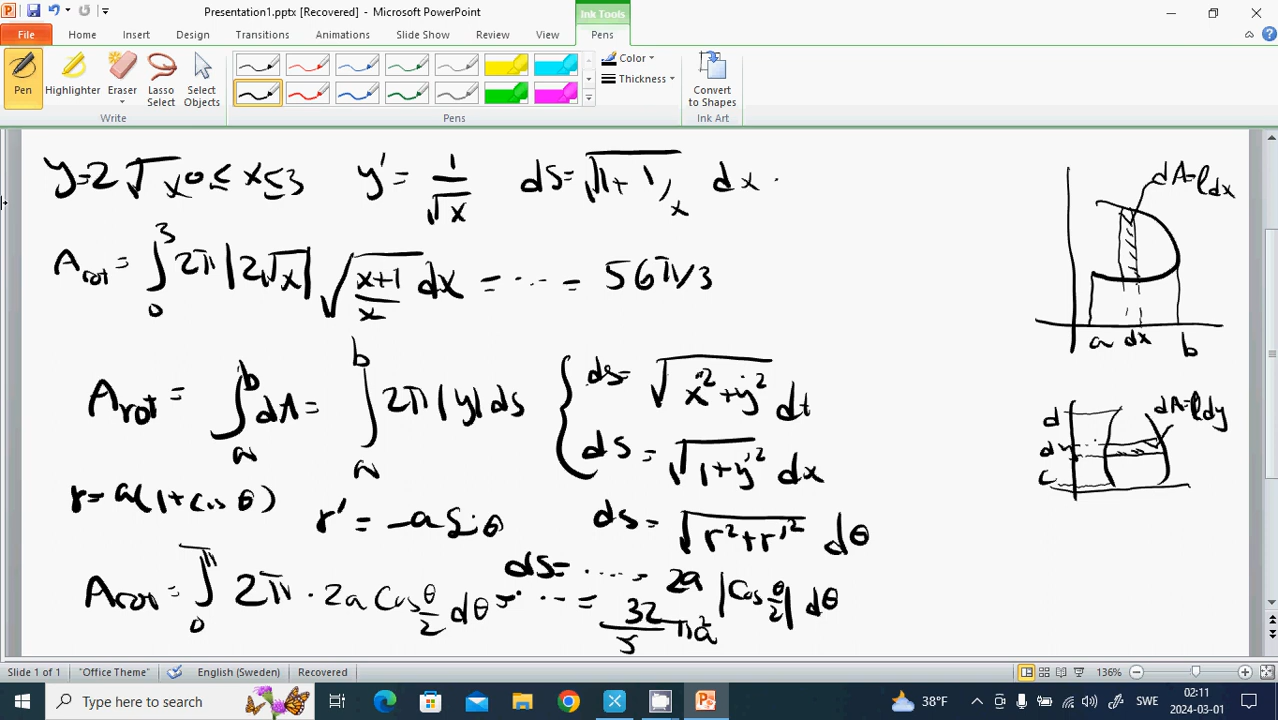 Presentation1.pptx [Recovered] - Microsoft PowerPoint
Ink Tools
File Home Insert Design Transitions Animations Slide Show Review View Pens
Pen Highlighter Eraser Lasso Select Select Objects
Color
Thickness
Convert to Shapes
Write Pens Ink Art
y=2√x 0≤x≤3 y' = 1/√x ds=√(1+1/x) dx.
dA=ldx
A rot = ∫₀³ 2π|2√x| √((x+1)/x) dx = ... = 56π/3
a dx b
A rot = ∫ₐᵇ dA = ∫ₐᵇ 2π|y|ds { ds= √(ẋ²+ẏ²) dt
ds = √(1+y'²) dx
d dA=ldy
dy
c
r=a(1+cos θ) r' = -a sin θ ds= √(r²+r'²) dθ
ds= .... 2a |cos θ/2| dθ
A rot = ∫₀^π 2π · 2a cos θ/2 dθ = ... = 32/5 πa²
Slide 1 of 1 "Office Theme" English (Sweden) Recovered 136%
Type here to search 38°F SWE 02:11
2024-03-01